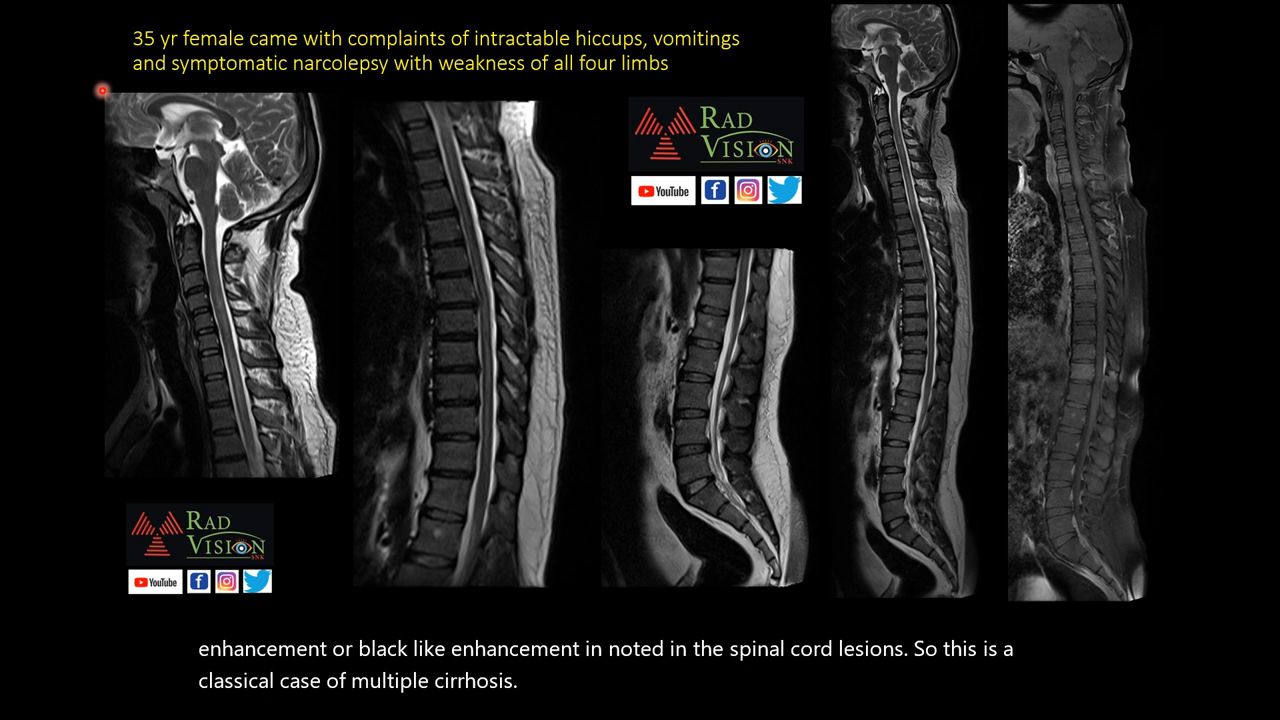 35 yr female came with complaints of intractable hiccups, vomitings
and symptomatic narcolepsy with weakness of all four limbs
RAD
VISION
SNK
YouTube
RAD
VISION
SNK
YouTube
enhancement or black like enhancement in noted in the spinal cord lesions. So this is a
classical case of multiple cirrhosis.